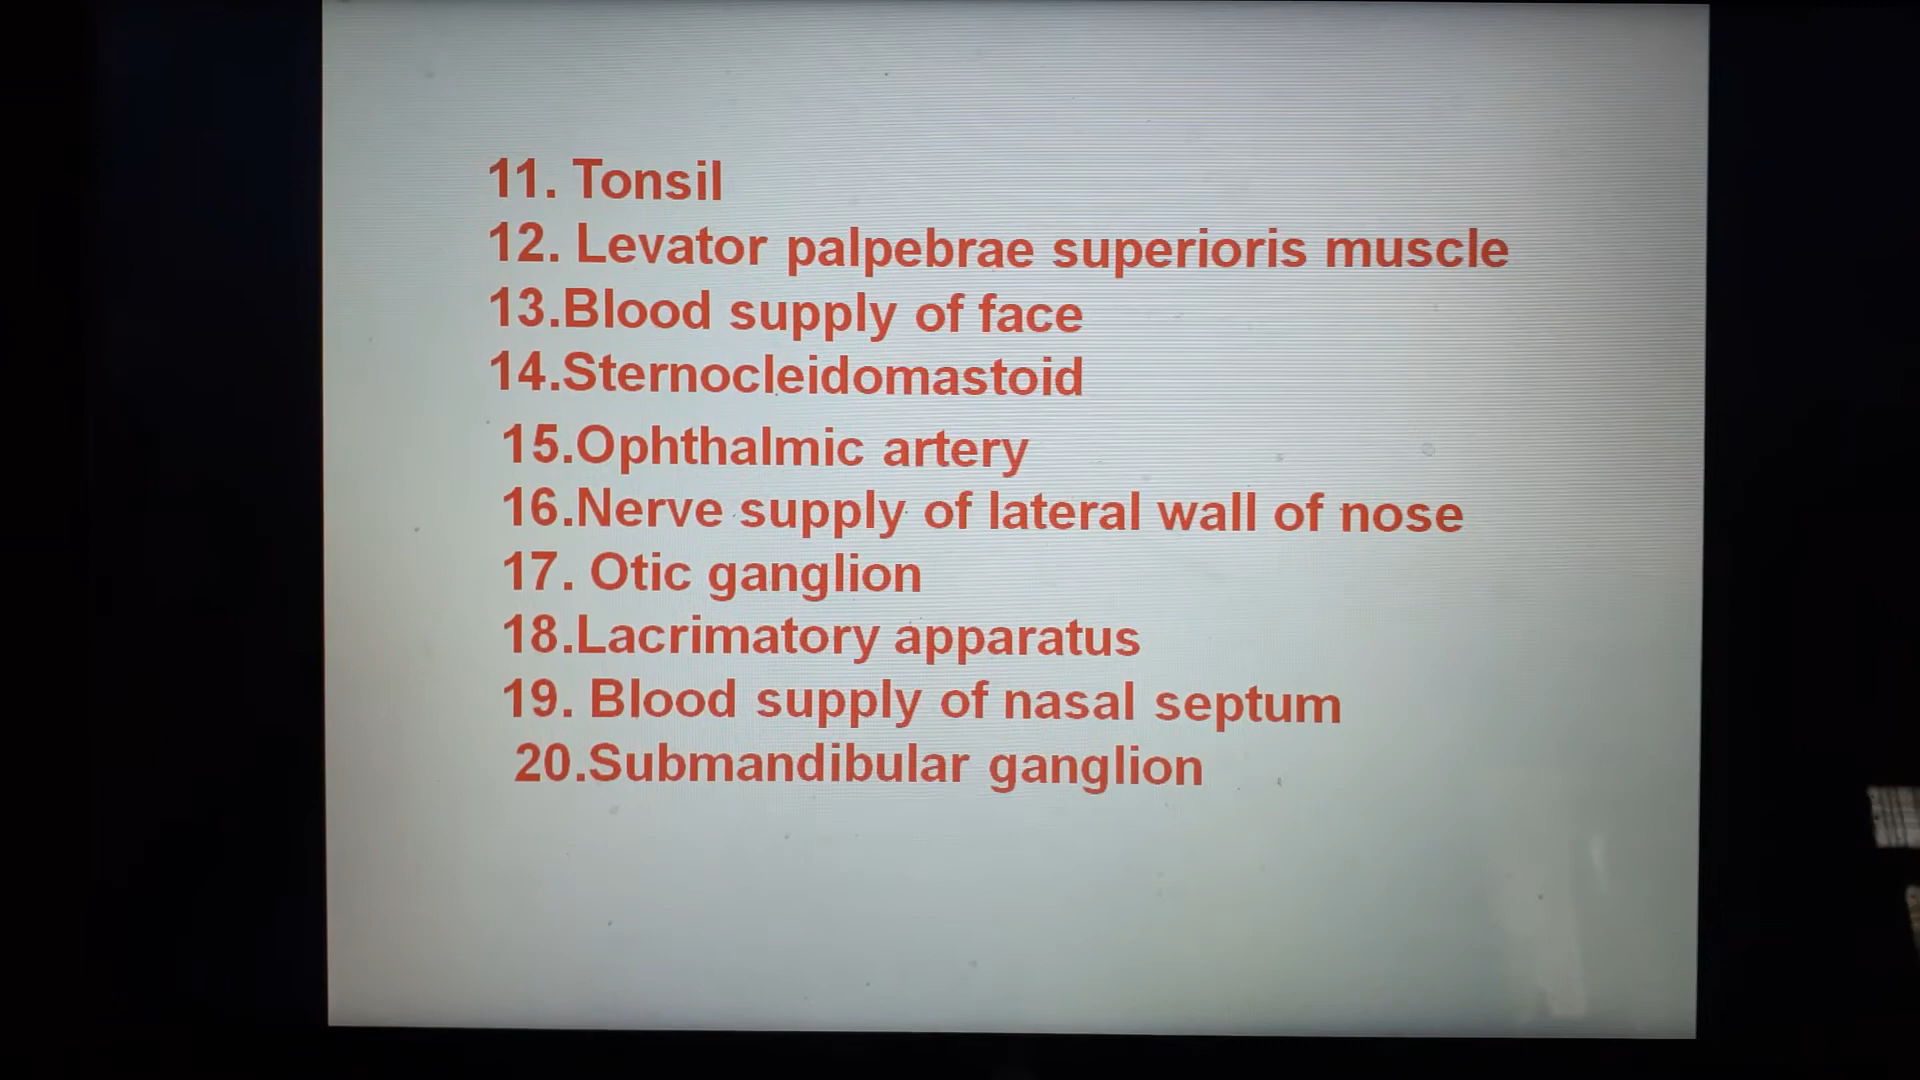 11. Tonsil
12. Levator palpebrae superioris muscle
13.Blood supply of face
14.Sternocleidomastoid
15.Ophthalmic artery
16.Nerve supply of lateral wall of nose
17. Otic ganglion
18.Lacrimatory apparatus
19. Blood supply of nasal septum
20.Submandibular ganglion